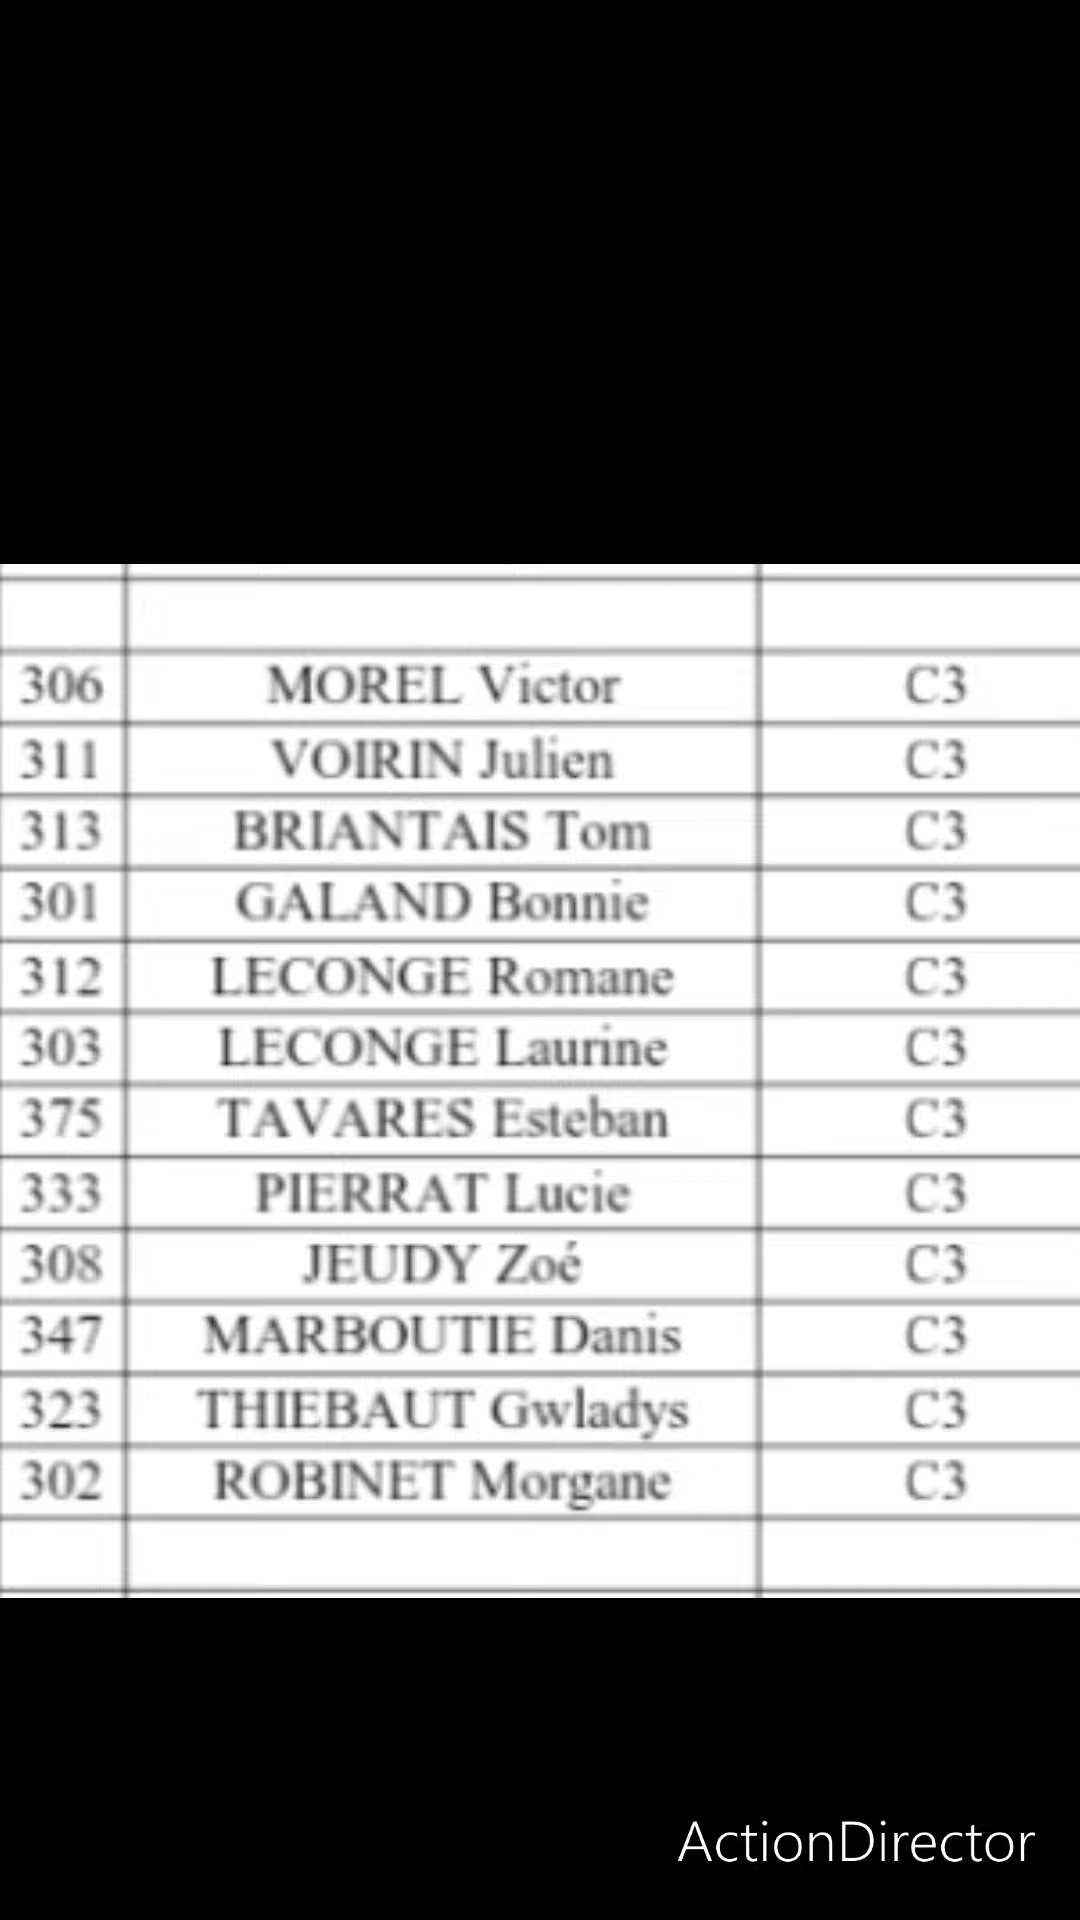 306 MOREL Victor C3
311 VOIRIN Julien C3
313 BRIANTAIS Tom C3
301 GALAND Bonnie C3
312 LECONGE Romane C3
303 LECONGE Laurine C3
375 TAVARES Esteban C3
333 PIERRAT Lucie C3
308 JEUDY Zoé C3
347 MARBOUTIE Danis C3
323 THIEBAUT Gwladys C3
302 ROBINET Morgane C3
ActionDirector